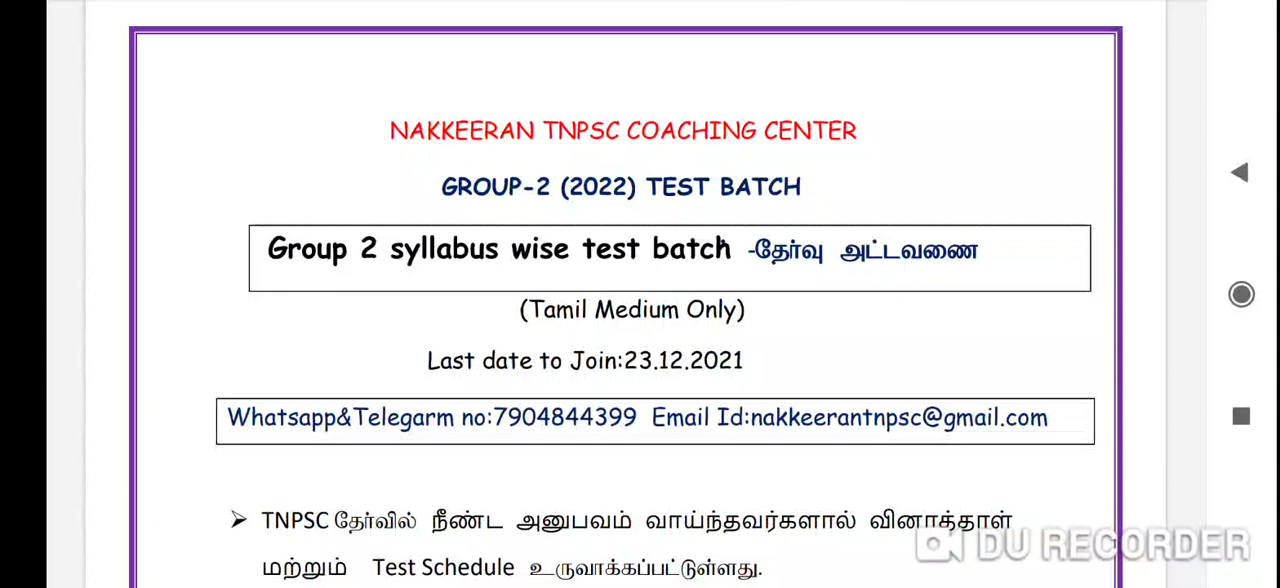 NAKKEERAN TNPSC COACHING CENTER
GROUP-2 (2022) TEST BATCH
Group 2 syllabus wise test batch -தேர்வு அட்டவணை
(Tamil Medium Only)
Last date to Join:23.12.2021
Whatsapp&Telegarm no:7904844399 Email Id:nakkeerantnpsc@gmail.com
➢ TNPSC தேர்வில் நீண்ட அனுபவம் வாய்ந்தவர்களால் வினாத்தாள்
மற்றும் Test Schedule உருவாக்கப்பட்டுள்ளது.
DU RECORDER